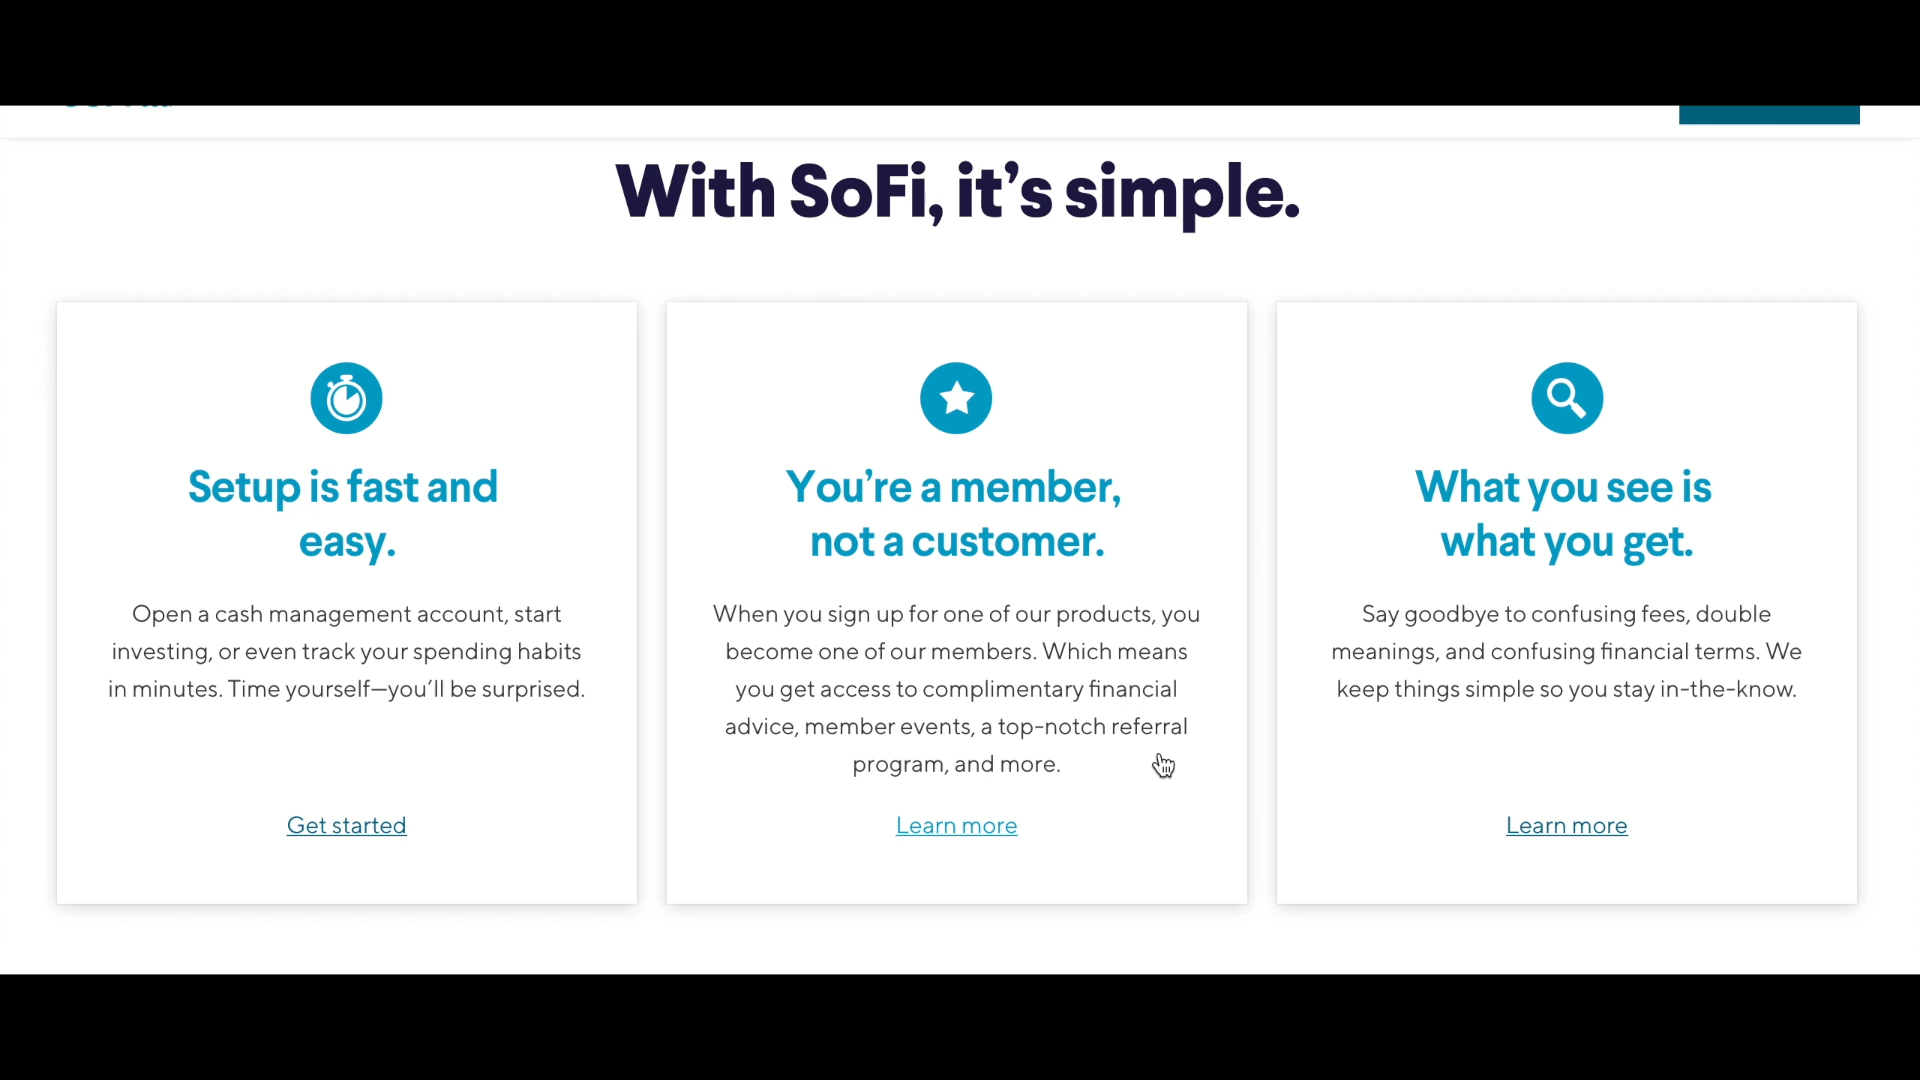 With SoFi, it’s simple.
Setup is fast and
easy.
Open a cash management account, start
investing, or even track your spending habits
in minutes. Time yourself—you’ll be surprised.
Get started
You’re a member,
not a customer.
When you sign up for one of our products, you
become one of our members. Which means
you get access to complimentary financial
advice, member events, a top-notch referral
program, and more.
Learn more
What you see is
what you get.
Say goodbye to confusing fees, double
meanings, and confusing financial terms. We
keep things simple so you stay in-the-know.
Learn more